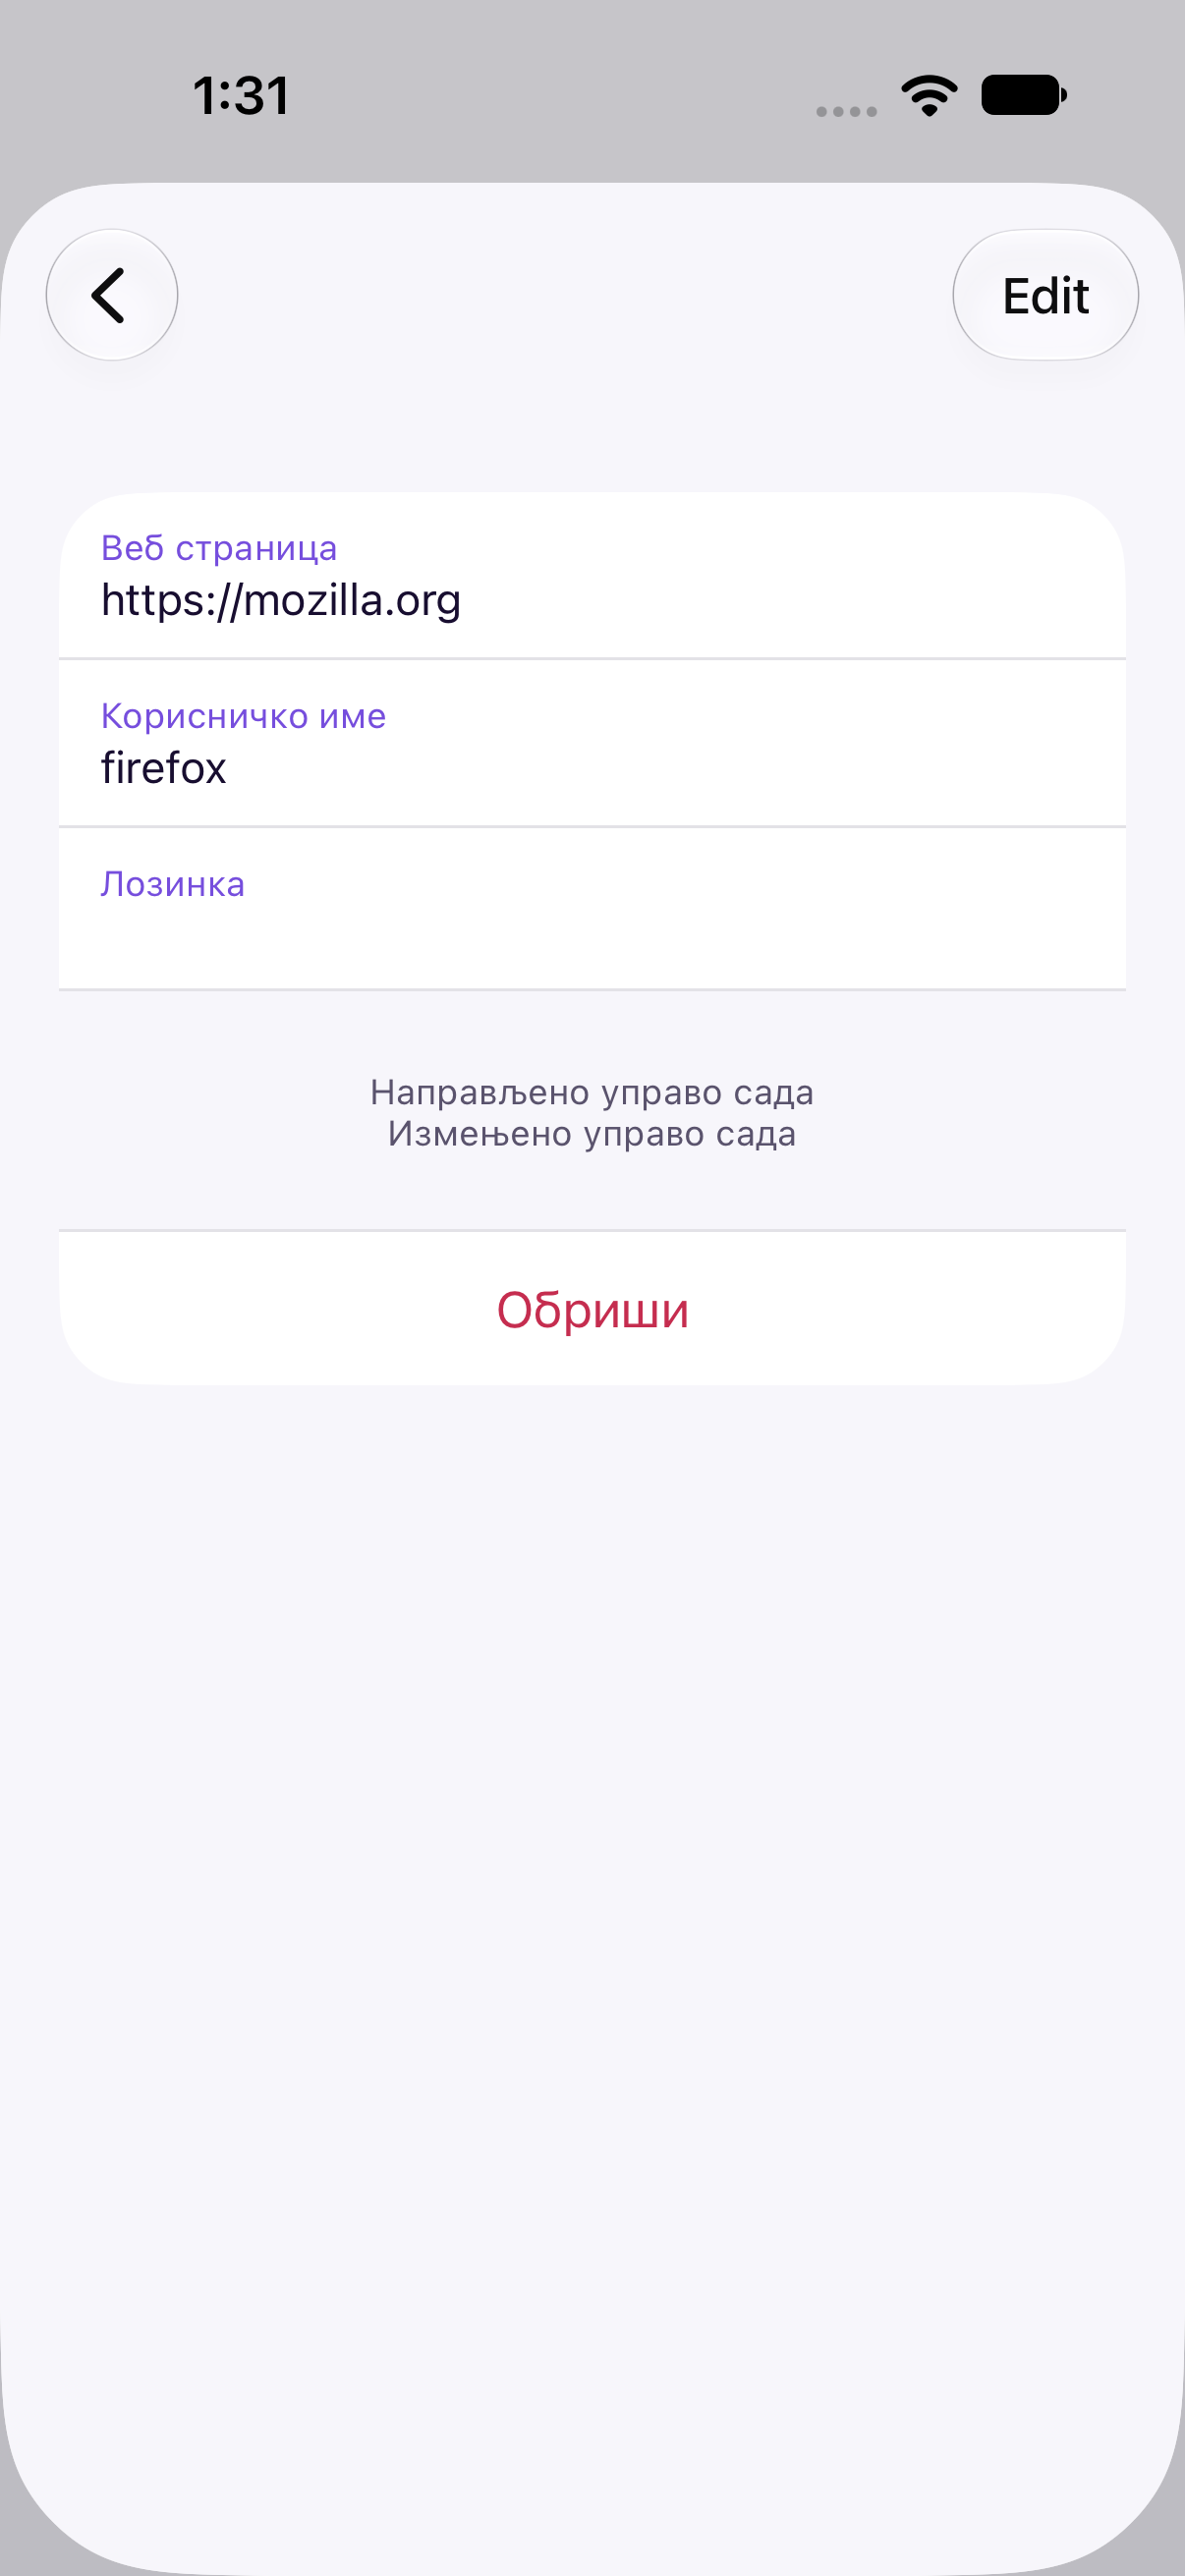 1:31
Edit
Веб страница
https://mozilla.org
Корисничко име
firefox
Лозинка
Направљено управо сада
Измењено управо сада
Обриши